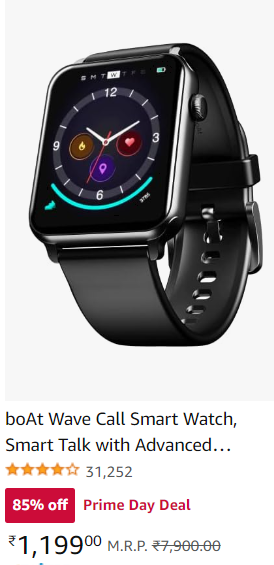 S M T W T F S
12
3
6
9
boAt Wave Call Smart Watch,
Smart Talk with Advanced...
31,252
85% off Prime Day Deal
₹1,199⁰⁰ M.R.P. ₹7,900.00